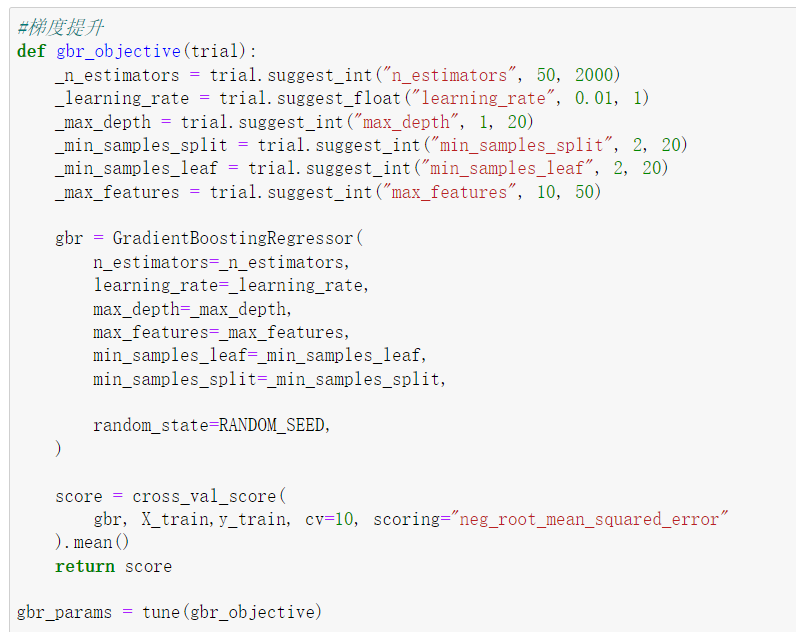 #梯度提升
def gbr_objective(trial):
    _n_estimators = trial.suggest_int("n_estimators", 50, 2000)
    _learning_rate = trial.suggest_float("learning_rate", 0.01, 1)
    _max_depth = trial.suggest_int("max_depth", 1, 20)
    _min_samples_split = trial.suggest_int("min_samples_split", 2, 20)
    _min_samples_leaf = trial.suggest_int("min_samples_leaf", 2, 20)
    _max_features = trial.suggest_int("max_features", 10, 50)

    gbr = GradientBoostingRegressor(
        n_estimators=_n_estimators,
        learning_rate=_learning_rate,
        max_depth=_max_depth,
        max_features=_max_features,
        min_samples_leaf=_min_samples_leaf,
        min_samples_split=_min_samples_split,

        random_state=RANDOM_SEED,
    )

    score = cross_val_score(
        gbr, X_train,y_train, cv=10, scoring="neg_root_mean_squared_error"
    ).mean()
    return score

gbr_params = tune(gbr_objective)